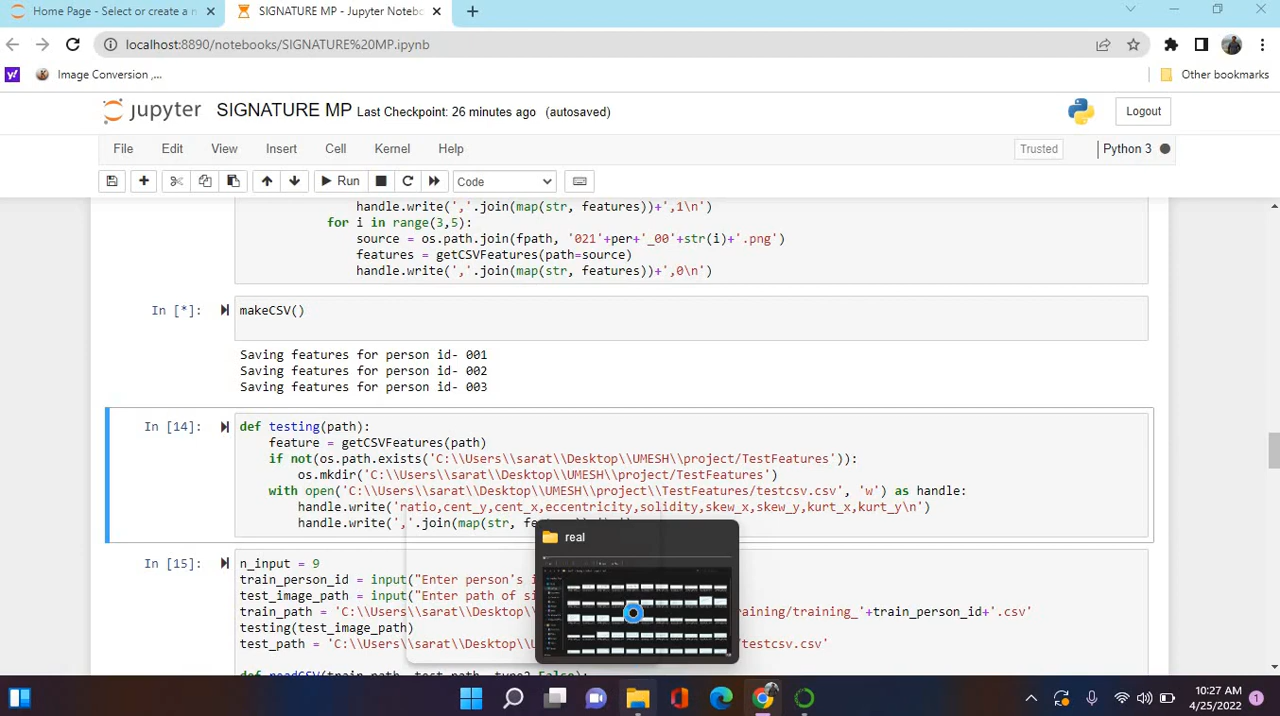 Home Page - Select or create a n
SIGNATURE MP - Jupyter Notebo
localhost:8890/notebooks/SIGNATURE%20MP.ipynb
Image Conversion ,...
Other bookmarks
jupyter SIGNATURE MP Last Checkpoint: 26 minutes ago (autosaved)
Logout
File Edit View Insert Cell Kernel Help
Trusted
Python 3
Run
Code
handle.write(','.join(map(str, features))+',1\n')
for i in range(3,5):
source = os.path.join(fpath, '021'+per+'_00'+str(i)+'.png')
features = getCSVFeatures(path=source)
handle.write(','.join(map(str, features))+',0\n')
In [*]:
makeCSV()
Saving features for person id- 001
Saving features for person id- 002
Saving features for person id- 003
In [14]:
def testing(path):
feature = getCSVFeatures(path)
if not(os.path.exists('C:\\Users\\sarat\\Desktop\\UMESH\\project/TestFeatures')):
os.mkdir('C:\\Users\\sarat\\Desktop\\UMESH\\project/TestFeatures')
with open('C:\\Users\\sarat\\Desktop\\UMESH\\project\\TestFeatures/testcsv.csv', 'w') as handle:
handle.write('ratio,cent_y,cent_x,eccentricity,solidity,skew_x,skew_y,kurt_x,kurt_y\n')
handle.write(','.join(map(str,
real
In [15]:
n_input = 9
train_person_id = input("Enter person's
test_image_path = input("Enter path of
train_path = 'C:\\Users\\sarat\\Desktop
training_'+train_person_id+'.csv'
testing(test_image_path)
test_path = 'C:\\Users\\sarat\\Desktop
testcsv.csv'
def readCSV(train_path, test_path, type2=False):
10:27 AM
4/25/2022
1